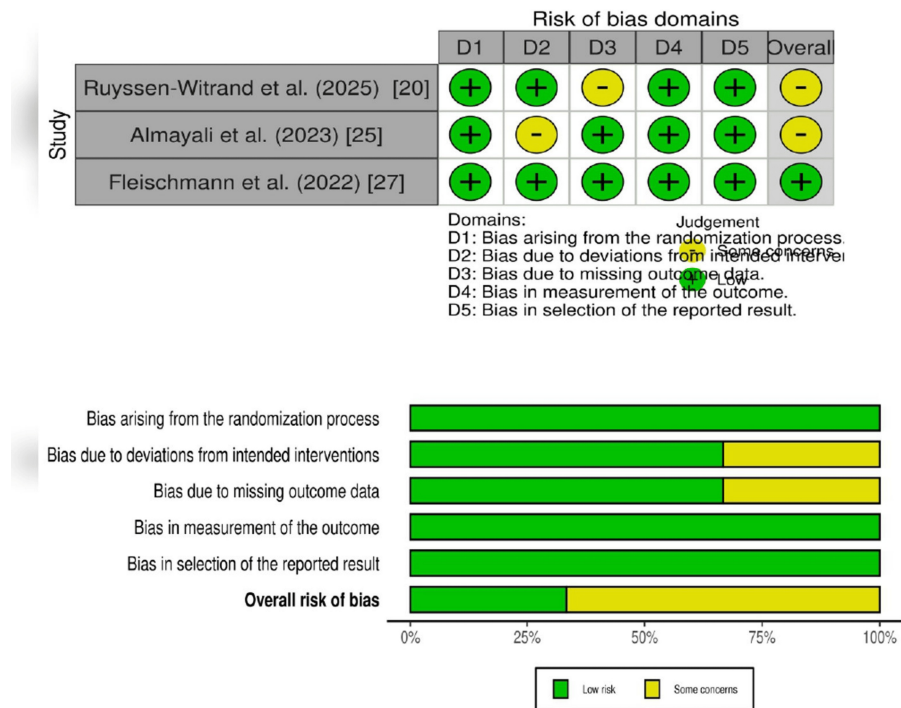 Risk of bias domains
D1 D2 D3 D4 D5 Overall
Study
Ruyssen-Witrand et al. (2025) [20] + + - + + -
Almayali et al. (2023) [25] + - + + + -
Fleischmann et al. (2022) [27] + + + + + +
Domains:
D1: Bias arising from the randomization process.
D2: Bias due to deviations from intended interver
D3: Bias due to missing outcome data.
D4: Bias in measurement of the outcome.
D5: Bias in selection of the reported result.
Judgement
- Some concerns
+ Low
Bias arising from the randomization process
Bias due to deviations from intended interventions
Bias due to missing outcome data
Bias in measurement of the outcome
Bias in selection of the reported result
Overall risk of bias
0% 25% 50% 75% 100%
Low risk Some concerns